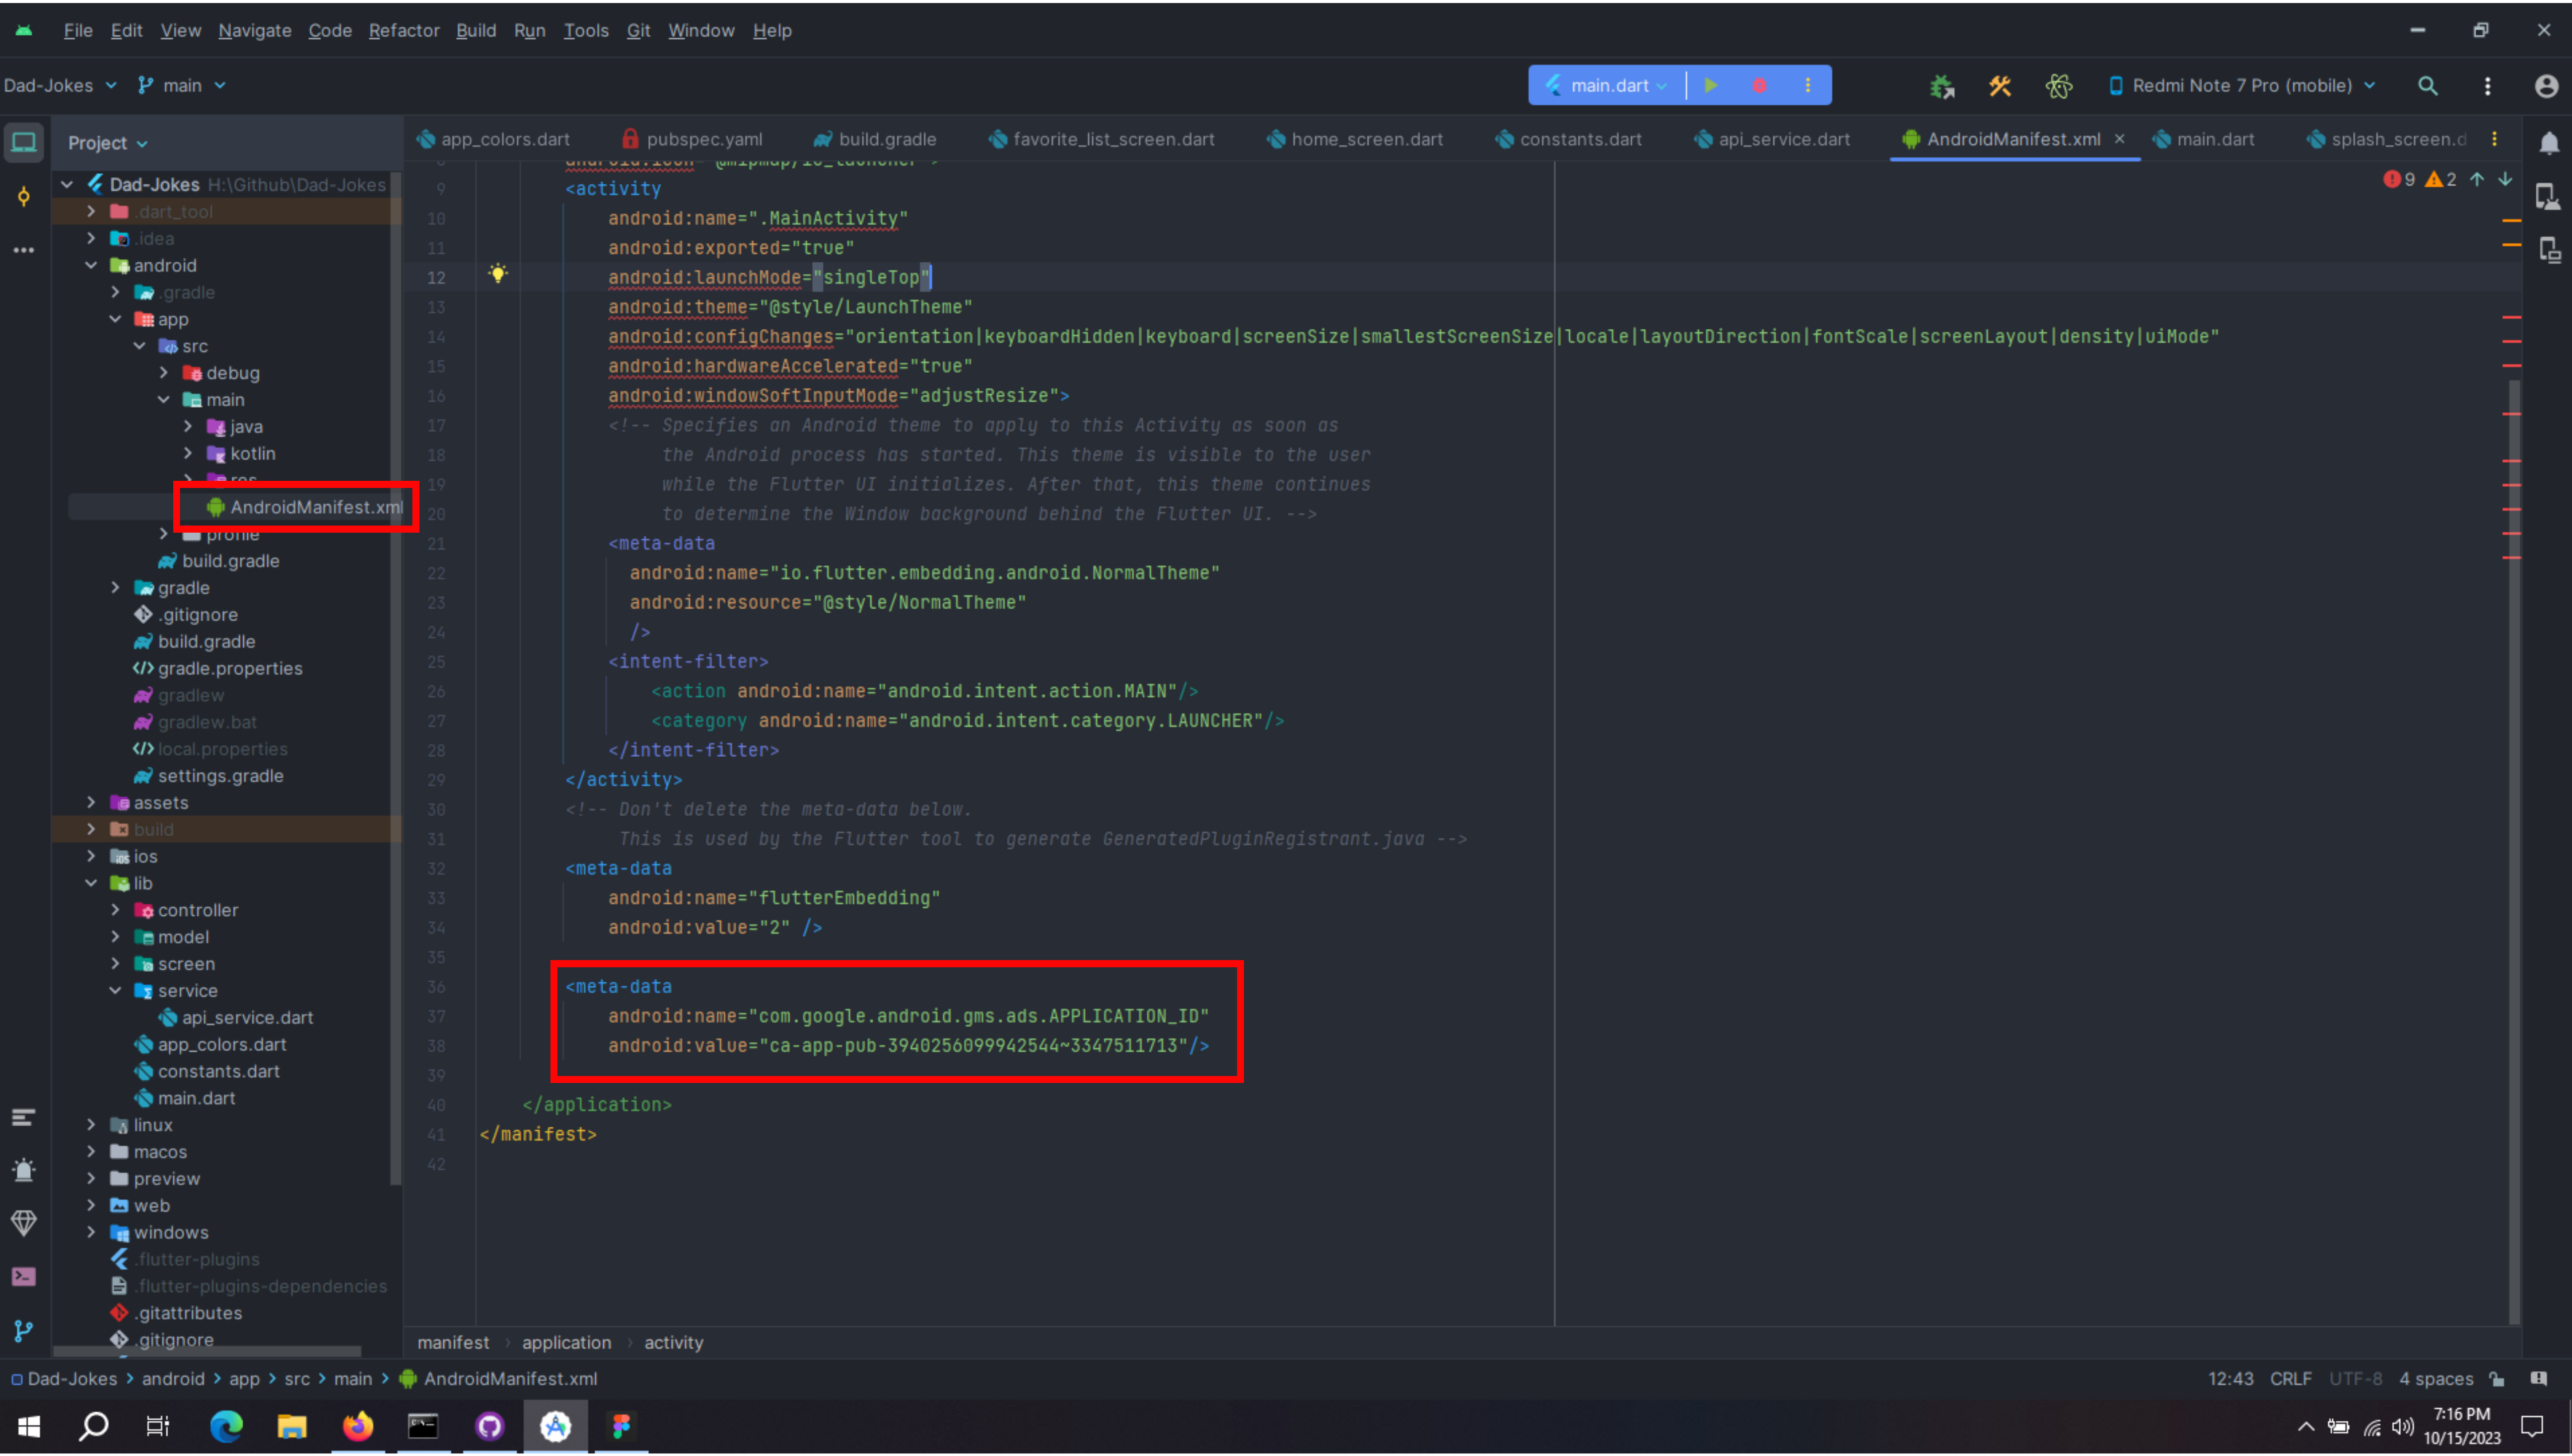 File Edit View Navigate Code Refactor Build Run Tools Git Window Help
Dad-Jokes main main.dart Redmi Note 7 Pro (mobile)
Project
app_colors.dart pubspec.yaml build.gradle favorite_list_screen.dart home_screen.dart constants.dart api_service.dart AndroidManifest.xml main.dart splash_screen.d
9 2
Dad-Jokes H:\Github\Dad-Jokes
.dart_tool
.idea
android
.gradle
app
src
debug
main
java
kotlin
res
AndroidManifest.xml
profile
build.gradle
gradle
.gitignore
build.gradle
gradle.properties
gradlew
gradlew.bat
local.properties
settings.gradle
assets
build
ios
lib
controller
model
screen
service
api_service.dart
app_colors.dart
constants.dart
main.dart
linux
macos
preview
web
windows
.flutter-plugins
.flutter-plugins-dependencies
.gitattributes
.gitignore
8 android:icon="@mipmap/ic_launcher">
9 <activity
10 android:name=".MainActivity"
11 android:exported="true"
12 android:launchMode="singleTop"
13 android:theme="@style/LaunchTheme"
14 android:configChanges="orientation|keyboardHidden|keyboard|screenSize|smallestScreenSize|locale|layoutDirection|fontScale|screenLayout|density|uiMode"
15 android:hardwareAccelerated="true"
16 android:windowSoftInputMode="adjustResize">
17 <!-- Specifies an Android theme to apply to this Activity as soon as
18 the Android process has started. This theme is visible to the user
19 while the Flutter UI initializes. After that, this theme continues
20 to determine the Window background behind the Flutter UI. -->
21 <meta-data
22 android:name="io.flutter.embedding.android.NormalTheme"
23 android:resource="@style/NormalTheme"
24 />
25 <intent-filter>
26 <action android:name="android.intent.action.MAIN"/>
27 <category android:name="android.intent.category.LAUNCHER"/>
28 </intent-filter>
29 </activity>
30 <!-- Don't delete the meta-data below.
31 This is used by the Flutter tool to generate GeneratedPluginRegistrant.java -->
32 <meta-data
33 android:name="flutterEmbedding"
34 android:value="2" />
35
36 <meta-data
37 android:name="com.google.android.gms.ads.APPLICATION_ID"
38 android:value="ca-app-pub-3940256099942544~3347511713"/>
39
40 </application>
41 </manifest>
42
manifest > application > activity
Dad-Jokes > android > app > src > main > AndroidManifest.xml
12:43 CRLF UTF-8 4 spaces
7:16 PM
10/15/2023